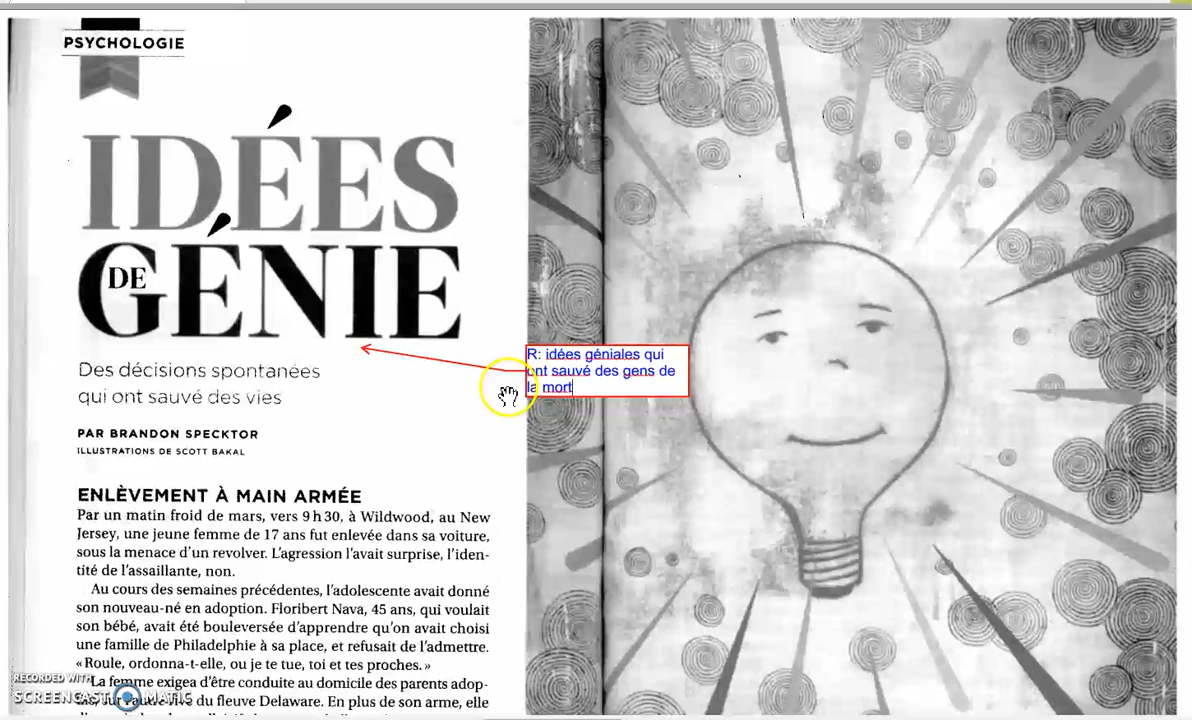 PSYCHOLOGIE
IDÉES
DE GÉNIE
Des décisions spontanées
qui ont sauvé des vies
PAR BRANDON SPECKTOR
ILLUSTRATIONS DE SCOTT BAKAL
R: idées géniales qui
ont sauvé des gens de
la mort
ENLÈVEMENT À MAIN ARMÉE
Par un matin froid de mars, vers 9 h 30, à Wildwood, au New
Jersey, une jeune femme de 17 ans fut enlevée dans sa voiture,
sous la menace d'un revolver. L'agression l'avait surprise, l'iden-
tité de l'assaillante, non.
Au cours des semaines précédentes, l'adolescente avait donné
son nouveau-né en adoption. Floribert Nava, 45 ans, qui voulait
son bébé, avait été bouleversée d'apprendre qu'on avait choisi
une famille de Philadelphie à sa place, et refusait de l'admettre.
« Roule, ordonna-t-elle, ou je te tue, toi et tes proches. »
La femme exigea d'être conduite au domicile des parents adop-
tifs, sur l'autre rive du fleuve Delaware. En plus de son arme, elle
RECORDED WITH
SCREENCAST MATIC